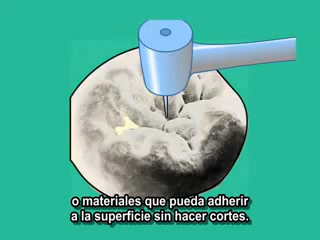 o materiales que pueda adherir
a la superficie sin hacer cortes.